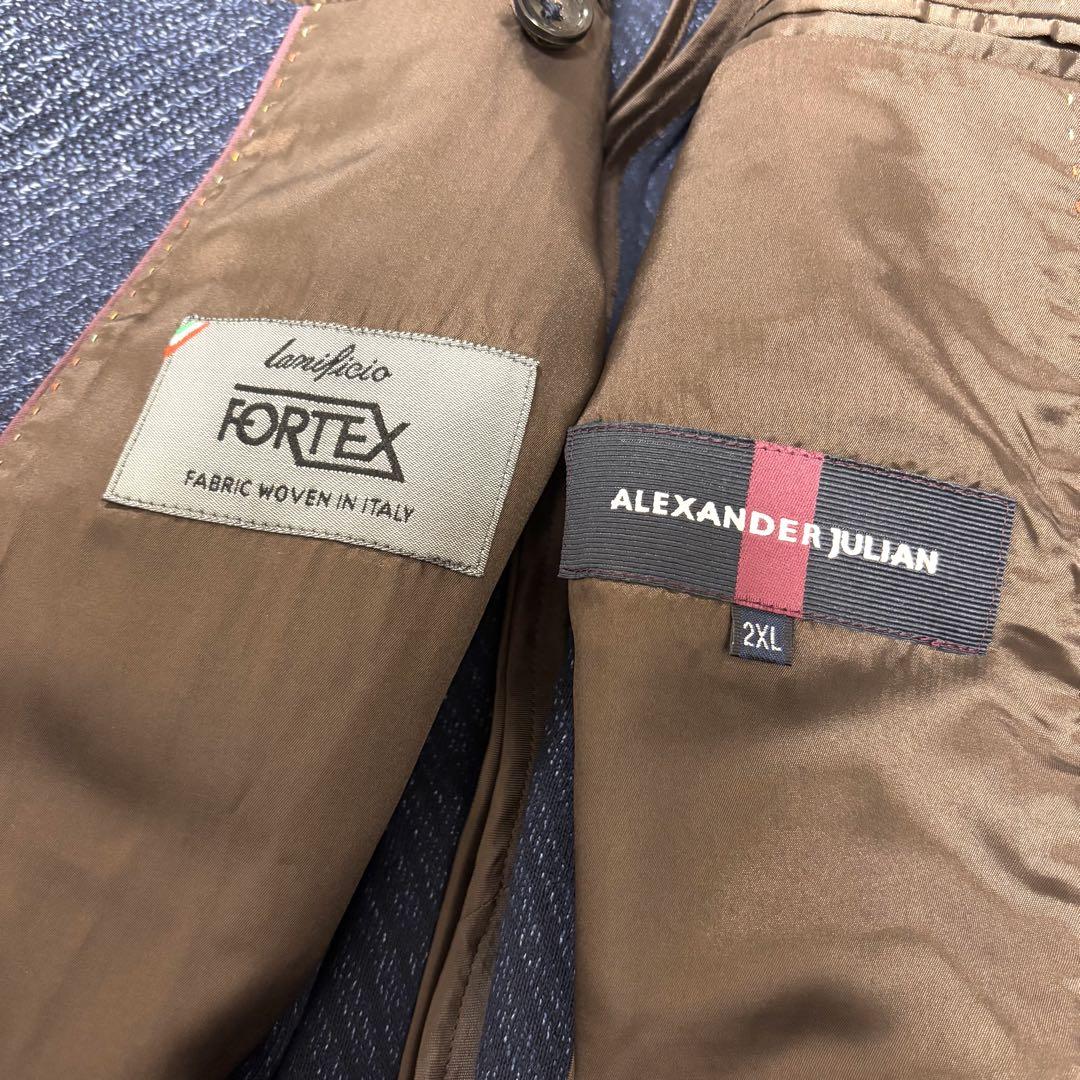 lanificio
FORTEX
FABRIC WOVEN IN ITALY
ALEXANDER JULIAN
2XL